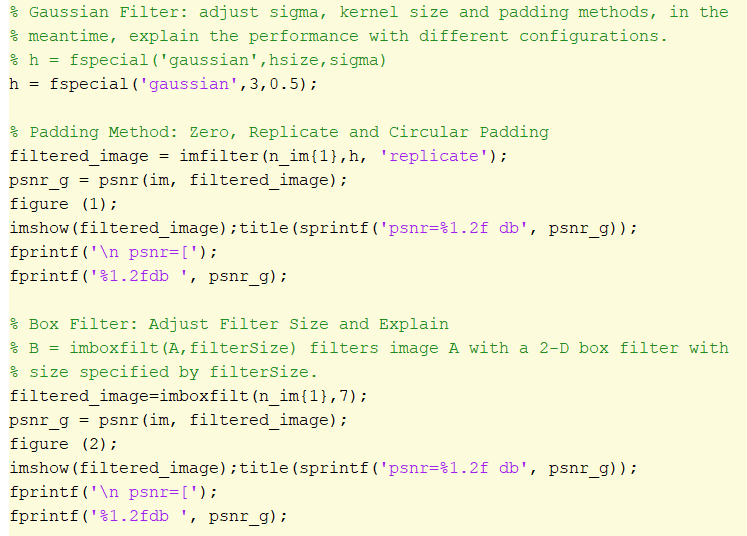 % Gaussian Filter: adjust sigma, kernel size and padding methods, in the
% meantime, explain the performance with different configurations.
% h = fspecial('gaussian',hsize,sigma)
h = fspecial('gaussian',3,0.5);
% Padding Method: Zero, Replicate and Circular Padding
filtered_image = imfilter(n_im{1},h, 'replicate');
psnr_g = psnr(im, filtered_image);
figure (1);
imshow(filtered_image);title(sprintf('psnr=%1.2f db', psnr_g));
fprintf('\n psnr=[');
fprintf('%1.2fdb ', psnr_g);
% Box Filter: Adjust Filter Size and Explain
% B = imboxfilt(A,filterSize) filters image A with a 2-D box filter with
% size specified by filterSize.
filtered_image=imboxfilt(n_im{1},7);
psnr_g = psnr(im, filtered_image);
figure (2);
imshow(filtered_image);title(sprintf('psnr=%1.2f db', psnr_g));
fprintf('\n psnr=[');
fprintf('%1.2fdb ', psnr_g);